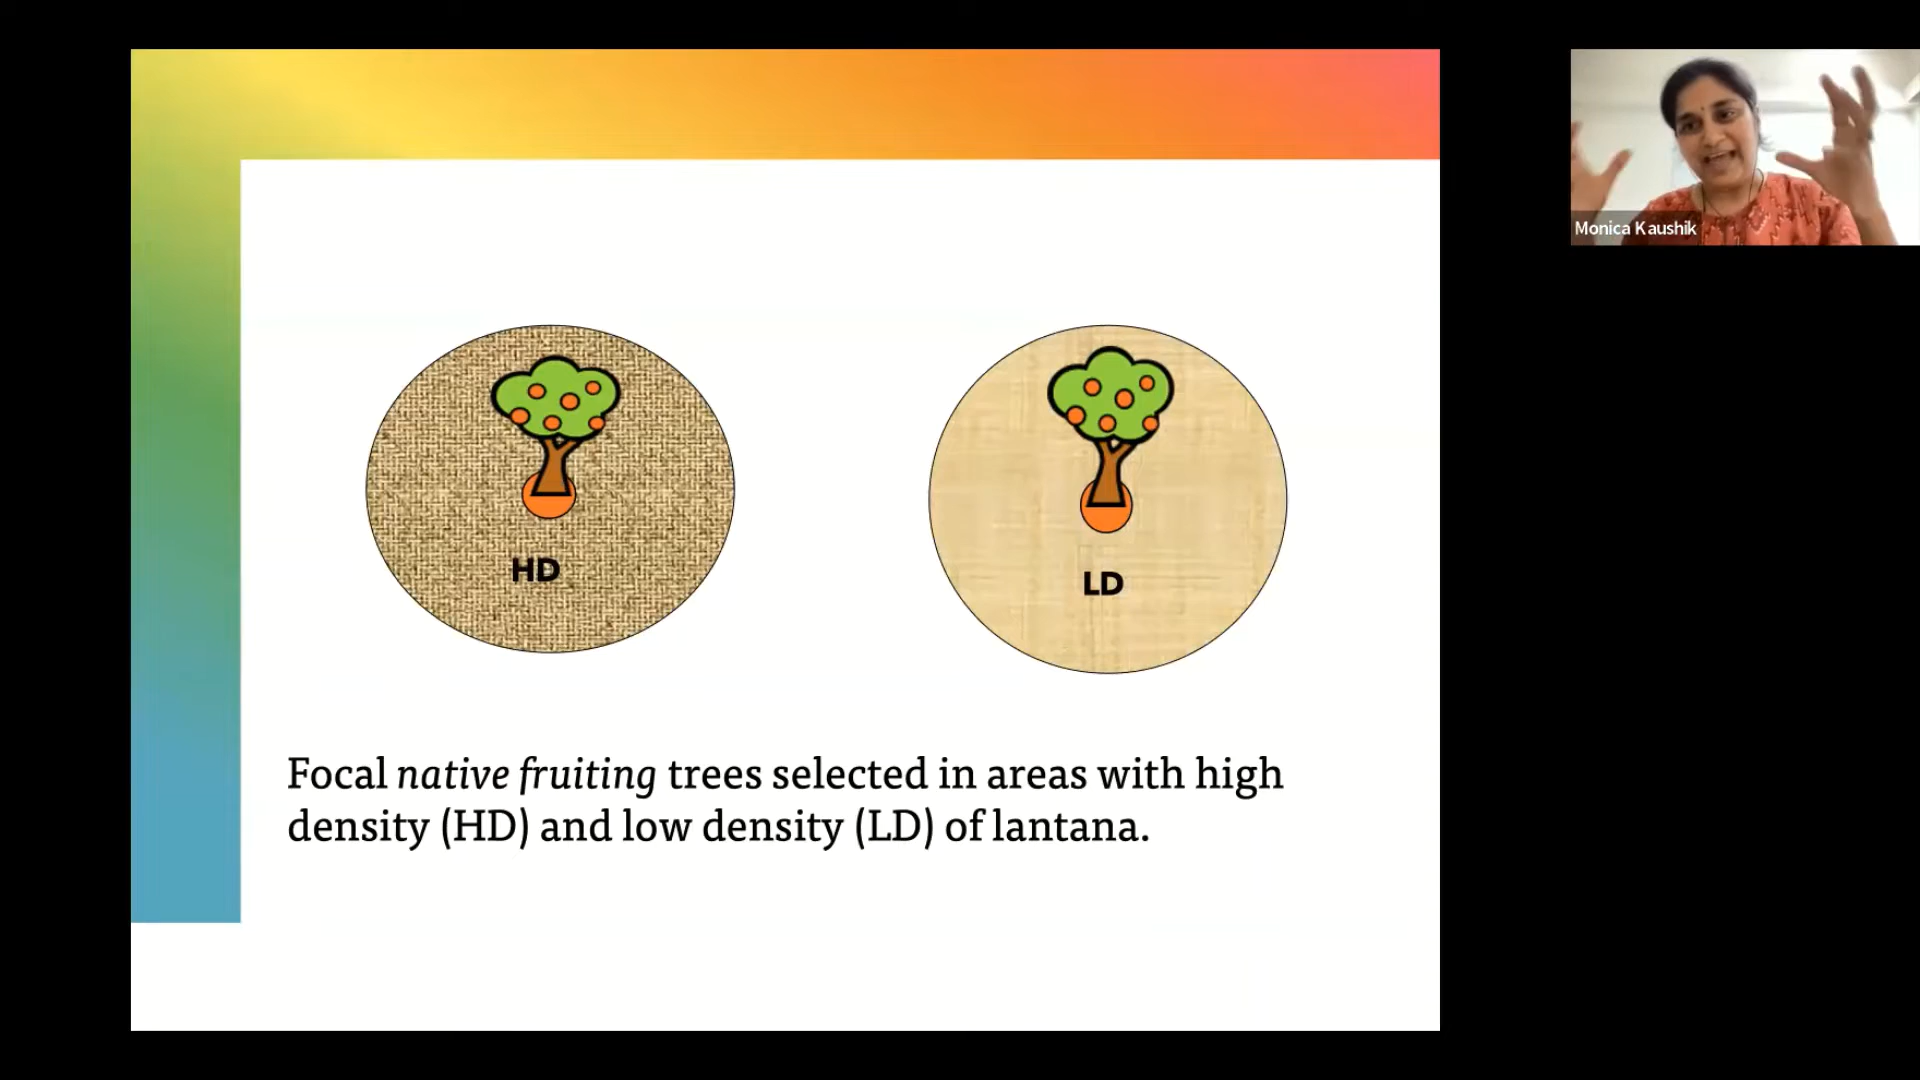 Monica Kaushik
HD
LD
Focal native fruiting trees selected in areas with high
density (HD) and low density (LD) of lantana.